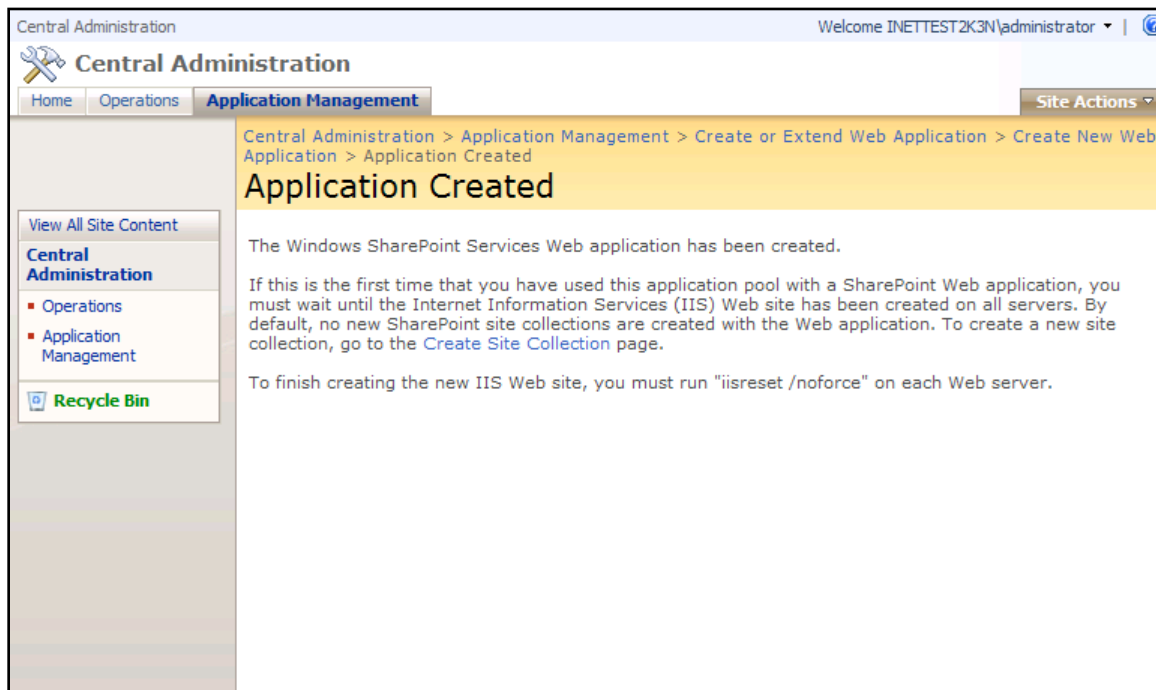 Central Administration
Welcome INETTEST2K3N\administrator
Central Administration
Home Operations Application Management
Site Actions
Central Administration > Application Management > Create or Extend Web Application > Create New Web
Application > Application Created
Application Created
View All Site Content
Central
Administration
Operations
Application
Management
Recycle Bin
The Windows SharePoint Services Web application has been created.
If this is the first time that you have used this application pool with a SharePoint Web application, you
must wait until the Internet Information Services (IIS) Web site has been created on all servers. By
default, no new SharePoint site collections are created with the Web application. To create a new site
collection, go to the Create Site Collection page.
To finish creating the new IIS Web site, you must run "iisreset /noforce" on each Web server.